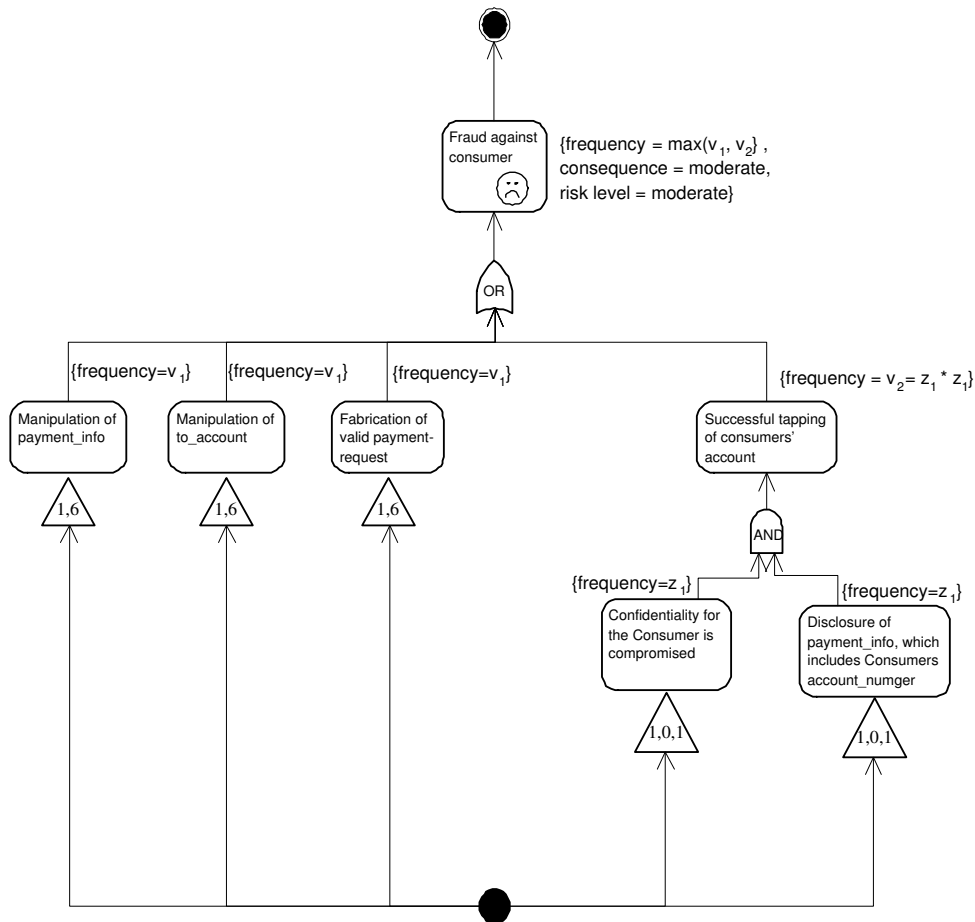 Fraud against
consumer
{frequency = max(v1, v2} ,
consequence = moderate,
risk level = moderate}
OR
{frequency=v1}
{frequency=v1}
{frequency=v1}
{frequency = v2= z1 * z1}
Manipulation of
payment_info
Manipulation of
to_account
Fabrication of
valid payment-
request
Successful tapping
of consumers'
account
1,6
1,6
1,6
AND
{frequency=z1}
{frequency=z1}
Confidentiality for
the Consumer is
compromised
Disclosure of
payment_info, which
includes Consumers
account_numger
1,0,1
1,0,1